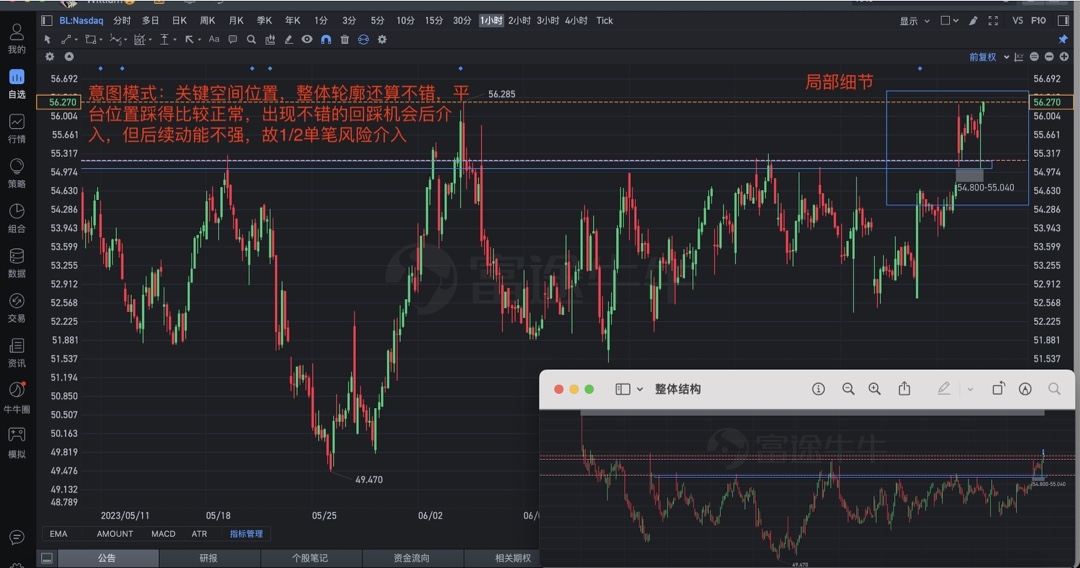 BL:Nasdaq 分时 多日 日K 周K 月K 季K 年K 1分 3分 5分 10分 15分 30分 1小时 2小时 3小时 4小时 Tick 显示 VS F10
Aa
前复权
我的
自选
行情
策略
组合
数据
交易
资讯
牛牛圈
模拟
意图模式：关键空间位置，整体轮廓还算不错，平
台位置踩得比较正常，出现不错的回踩机会后介
入，但后续动能不强，故1/2单笔风险介入
局部细节
56.285
54.800-55.040
49.470
富途牛牛
56.692
56.270
56.004
55.661
55.317
54.974
54.630
54.286
53.943
53.599
53.255
52.912
52.568
52.225
51.881
51.537
51.194
50.850
50.507
50.163
49.819
49.476
49.132
48.789
56.692
56.270
56.004
55.661
55.317
54.974
54.630
54.286
53.943
53.599
53.255
52.912
52.568
52.225
51.881
51.537
2023/05/11 05/18 05/25 06/02
EMA AMOUNT MACD ATR 指标管理
公告 研报 个股笔记 资金流向 相关期权
整体结构
富途牛牛
54.800-55.040
49.470